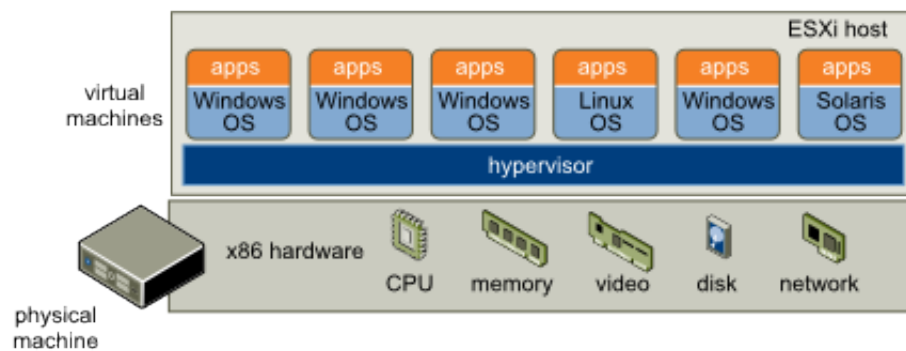 ESXi host
virtual
machines
apps
Windows
OS
apps
Windows
OS
apps
Windows
OS
apps
Linux
OS
apps
Windows
OS
apps
Solaris
OS
hypervisor
x86 hardware
CPU
memory
video
disk
network
physical
machine